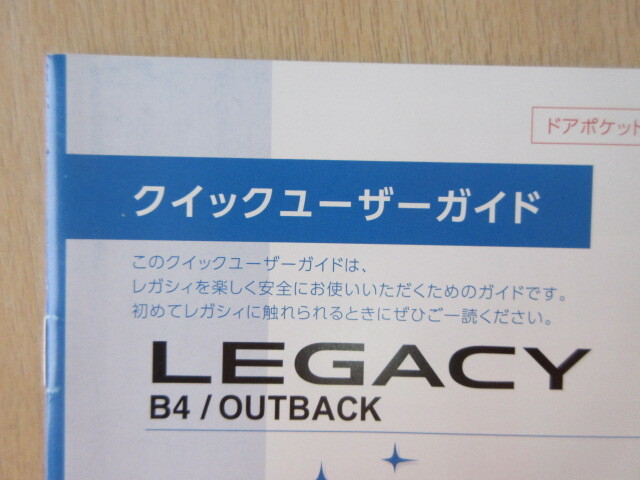 ドアポケット
クイックユーザーガイド
このクイックユーザーガイドは、
レガシィを楽しく安全にお使いいただくためのガイドです。
初めてレガシィに触れられるときにぜひご一読ください。
LEGACY
B4 / OUTBACK